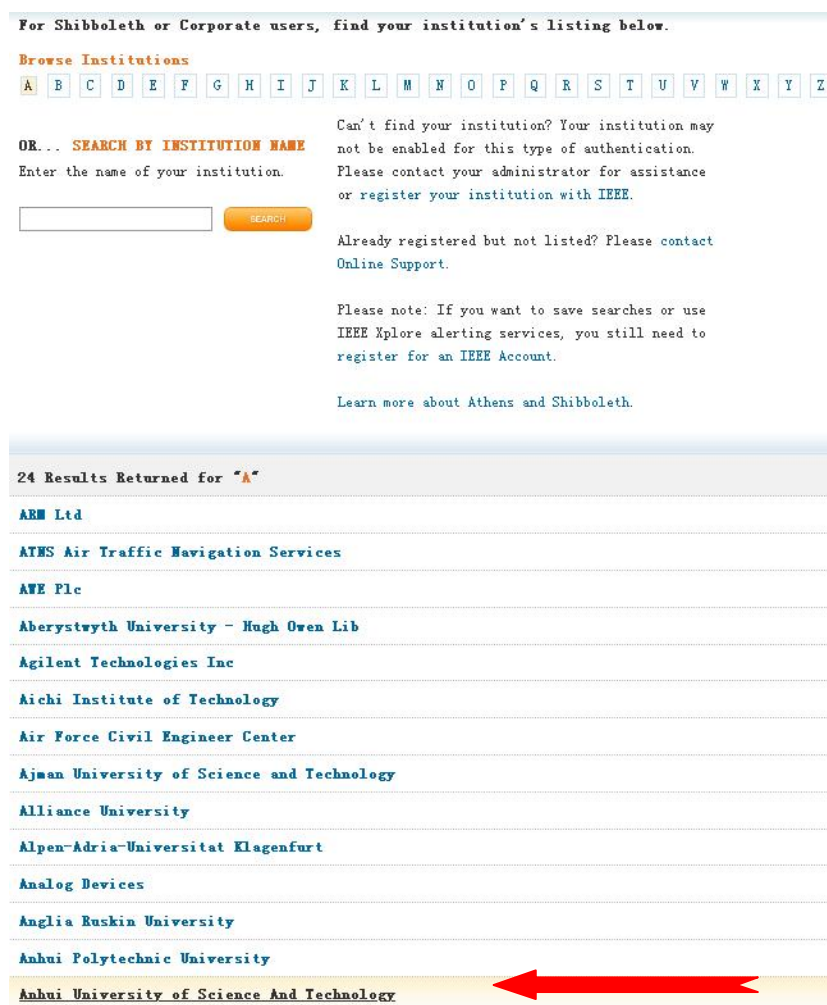 For Shibboleth or Corporate users, find your institution's listing below.
Browse Institutions
A B C D E F G H I J K L M N O P Q R S T U V W X Y Z
OR... SEARCH BY INSTITUTION NAME
Enter the name of your institution.
SEARCH
Can't find your institution? Your institution may
not be enabled for this type of authentication.
Please contact your administrator for assistance
or register your institution with IEEE.
Already registered but not listed? Please contact
Online Support.
Please note: If you want to save searches or use
IEEE Xplore alerting services, you still need to
register for an IEEE Account.
Learn more about Athens and Shibboleth.
24 Results Returned for "A"
ARM Ltd
ATNS Air Traffic Navigation Services
AWE Plc
Aberystwyth University - Hugh Owen Lib
Agilent Technologies Inc
Aichi Institute of Technology
Air Force Civil Engineer Center
Ajman University of Science and Technology
Alliance University
Alpen-Adria-Universitat Klagenfurt
Analog Devices
Anglia Ruskin University
Anhui Polytechnic University
Anhui University of Science And Technology